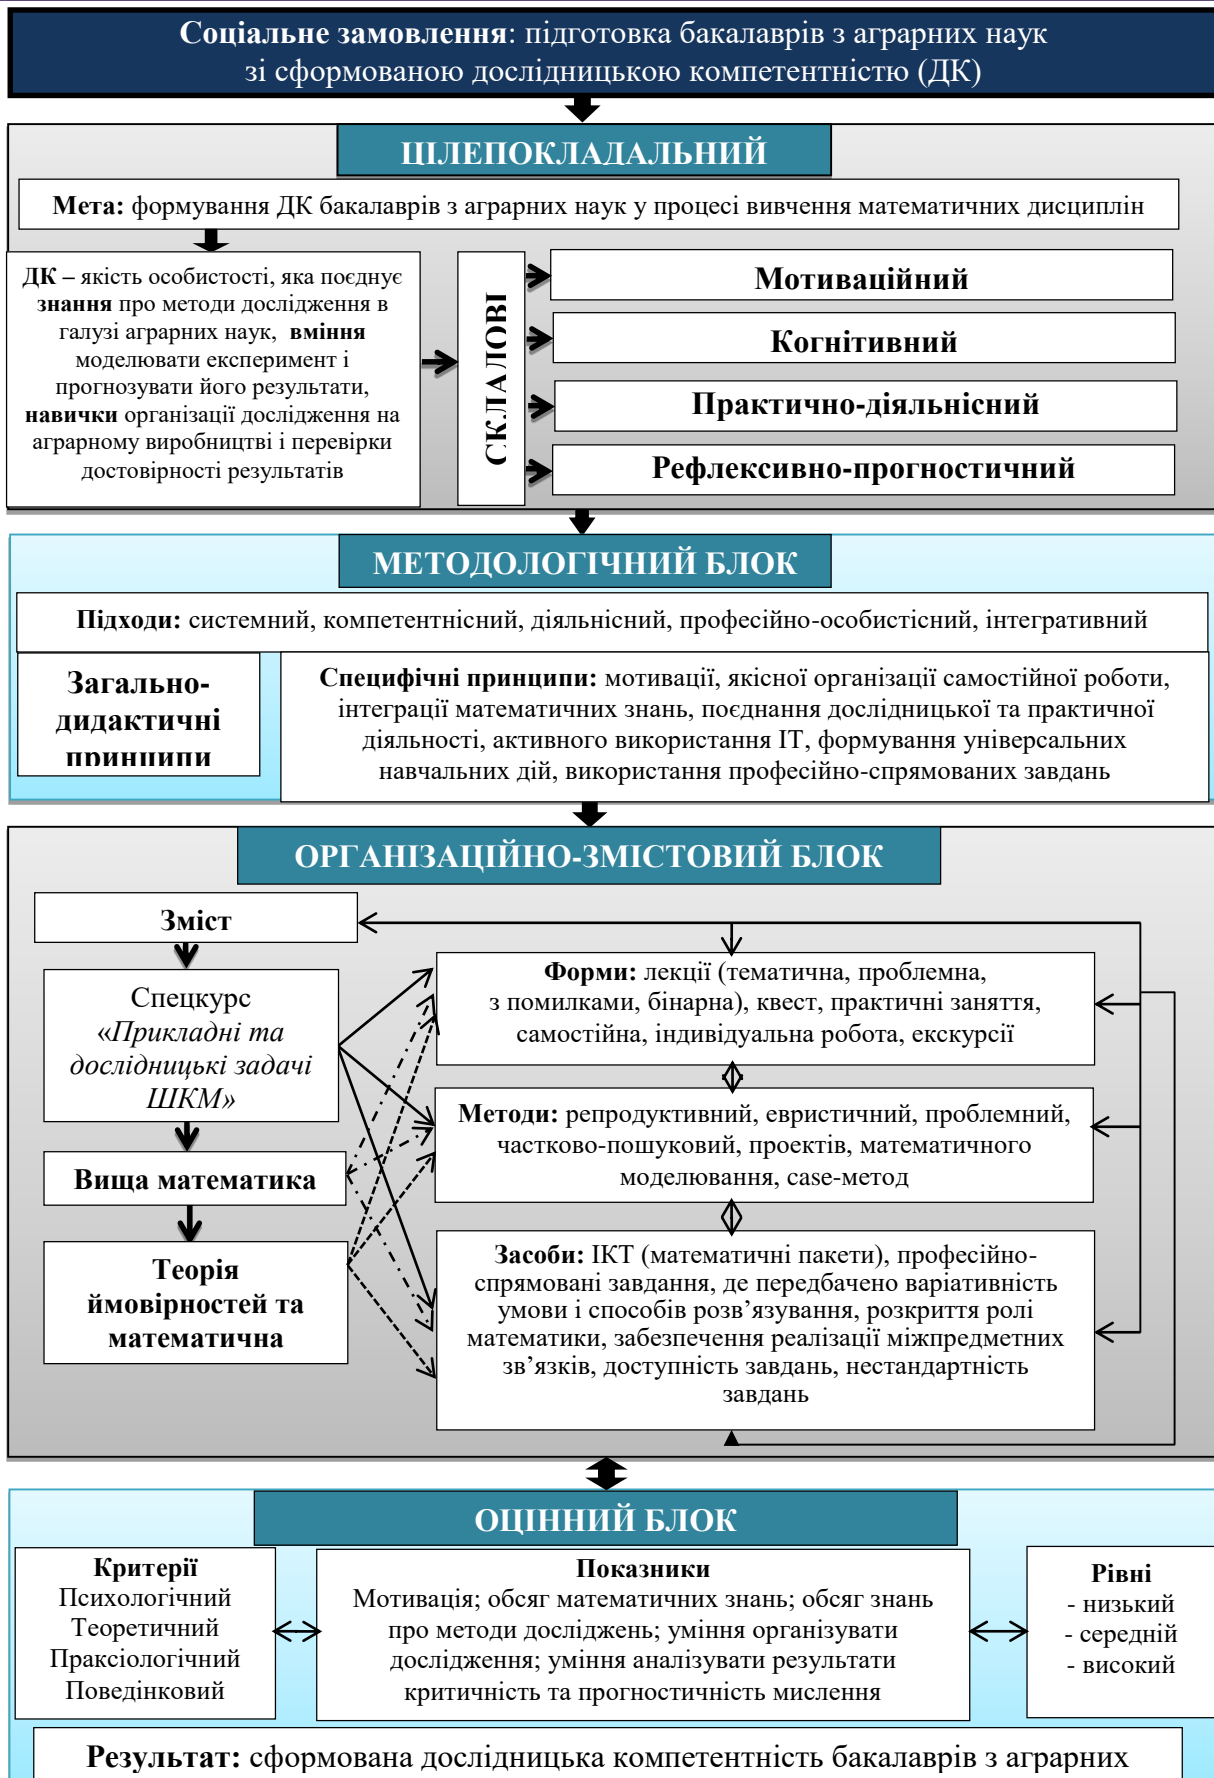 Соціальне замовлення: підготовка бакалаврів з аграрних наук
зі сформованою дослідницькою компетентністю (ДК)
ЦІЛЕПОКЛАДАЛЬНИЙ
Мета: формування ДК бакалаврів з аграрних наук у процесі вивчення математичних дисциплін
ДК – якість особистості, яка поєднує
знання про методи дослідження в
галузі аграрних наук, вміння
моделювати експеримент і
прогнозувати його результати,
навички організації дослідження на
аграрному виробництві і перевірки
достовірності результатів
СКЛАЛОВІ
Мотиваційний
Когнітивний
Практично-діяльнісний
Рефлексивно-прогностичний
МЕТОДОЛОГІЧНИЙ БЛОК
Підходи: системний, компетентнісний, діяльнісний, професійно-особистісний, інтегративний
Загально-
дидактичні
принципи
Специфічні принципи: мотивації, якісної організації самостійної роботи,
інтеграції математичних знань, поєднання дослідницької та практичної
діяльності, активного використання ІТ, формування універсальних
навчальних дій, використання професійно-спрямованих завдань
ОРГАНІЗАЦІЙНО-ЗМІСТОВИЙ БЛОК
Зміст
Спецкурс
«Прикладні та
дослідницькі задачі
ШКМ»
Вища математика
Теорія
ймовірностей та
математична
Форми: лекції (тематична, проблемна,
з помилками, бінарна), квест, практичні заняття,
самостійна, індивідуальна робота, екскурсії
Методи: репродуктивний, евристичний, проблемний,
частково-пошуковий, проектів, математичного
моделювання, case-метод
Засоби: ІКТ (математичні пакети), професійно-
спрямовані завдання, де передбачено варіативність
умови і способів розв’язування, розкриття ролі
математики, забезпечення реалізації міжпредметних
зв’язків, доступність завдань, нестандартність
завдань
ОЦІННИЙ БЛОК
Критерії
Психологічний
Теоретичний
Праксіологічний
Поведінковий
Показники
Мотивація; обсяг математичних знань; обсяг знань
про методи досліджень; уміння організувати
дослідження; уміння аналізувати результати
критичність та прогностичність мислення
Рівні
- низький
- середній
- високий
Результат: сформована дослідницька компетентність бакалаврів з аграрних